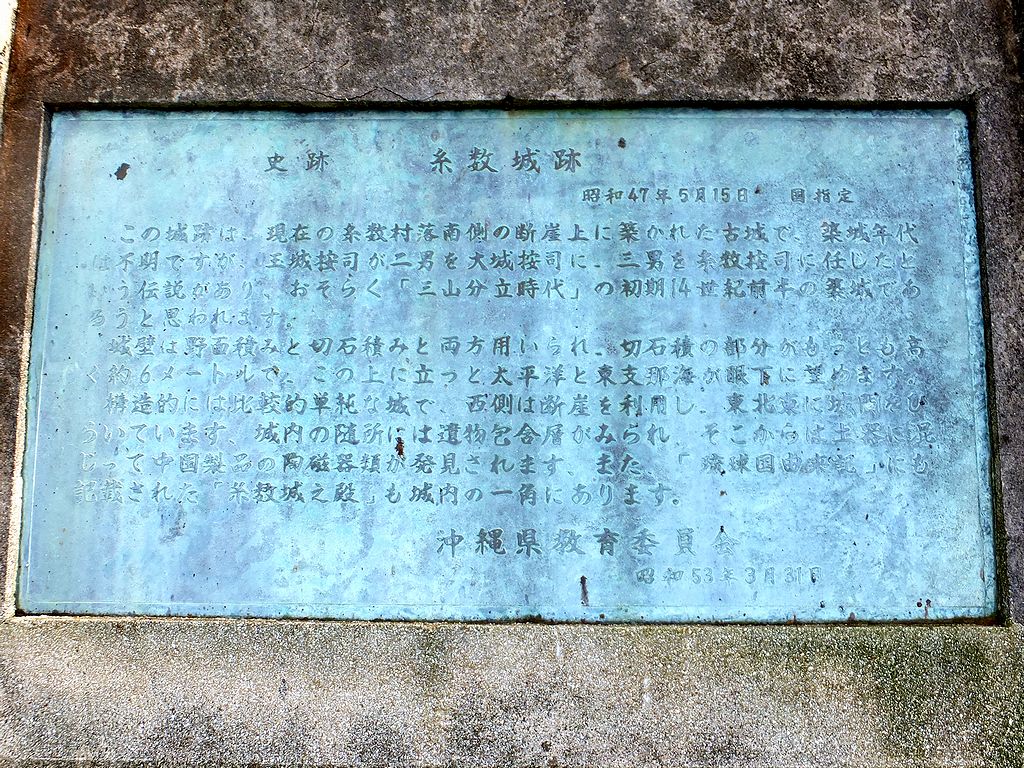 史跡 糸数城跡
昭和47年5月15日 国指定
この城跡は、現在の糸数村落南側の断崖上に築かれた古城で、築城年代
は不明ですが、玉城按司が二男を大城按司に、三男を糸数按司に任じたと
いう伝説があり、おそらく「三山分立時代」の初期14世紀前半の築城であ
ろうと思われます。
城壁は野面積みと切石積みと両方用いられ、切石積の部分がもっとも高
く約6メートルで、この上に立つと太平洋と東支那海が眼下に望めます。
構造的には比較的単純な城で、西側は断崖を利用し、東北東に城門をひ
らいています、城内の随所には遺物包含層がみられ、そこからは土器に混
じって中国製品の陶磁器類が発見されます、また、「琉球国由来記」にも
記載された「糸数城之殿」も城内の一角にあります。
沖縄県教育委員会
昭和53年3月31日